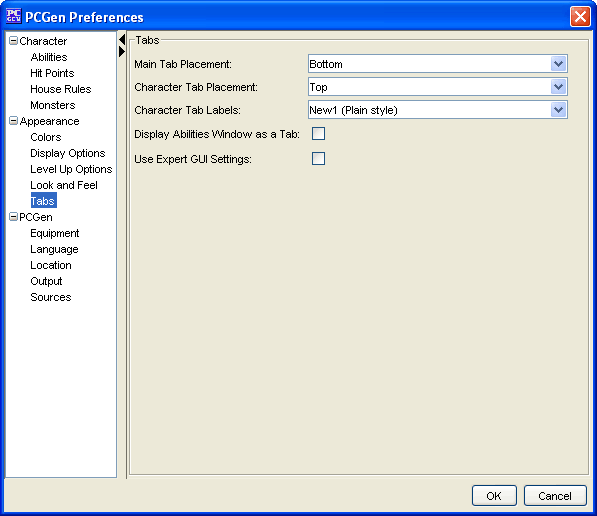 PCGen Preferences
Character
Abilities
Hit Points
House Rules
Monsters
Appearance
Colors
Display Options
Level Up Options
Look and Feel
Tabs
PCGen
Equipment
Language
Location
Output
Sources
Tabs
Main Tab Placement: Bottom
Character Tab Placement: Top
Character Tab Labels: New1 (Plain style)
Display Abilities Window as a Tab:
Use Expert GUI Settings:
OK Cancel